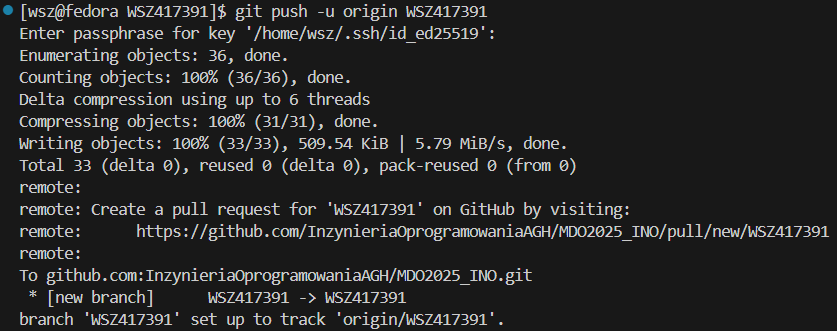 [wsz@fedora WSZ417391]$ git push -u origin WSZ417391
Enter passphrase for key '/home/wsz/.ssh/id_ed25519':
Enumerating objects: 36, done.
Counting objects: 100% (36/36), done.
Delta compression using up to 6 threads
Compressing objects: 100% (31/31), done.
Writing objects: 100% (33/33), 509.54 KiB | 5.79 MiB/s, done.
Total 33 (delta 0), reused 0 (delta 0), pack-reused 0 (from 0)
remote:
remote: Create a pull request for 'WSZ417391' on GitHub by visiting:
remote:      https://github.com/InzynieriaOprogramowaniaAGH/MDO2025_INO/pull/new/WSZ417391
remote:
To github.com:InzynieriaOprogramowaniaAGH/MDO2025_INO.git
 * [new branch]      WSZ417391 -> WSZ417391
branch 'WSZ417391' set up to track 'origin/WSZ417391'.